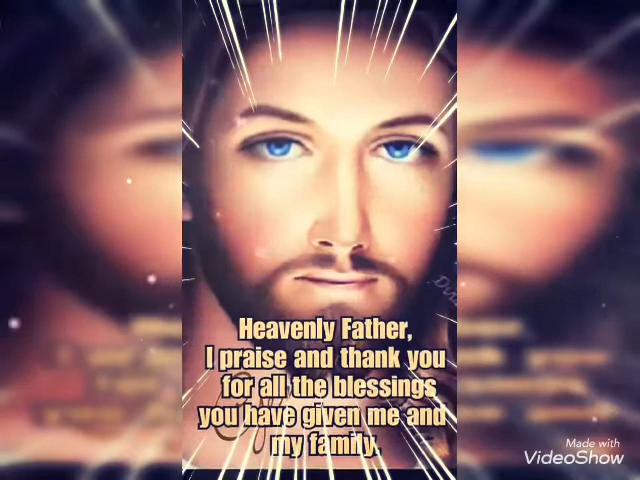 Heavenly Father,
I praise and thank you
for all the blessings
you have given me and
my family.
Made with
VideoShow